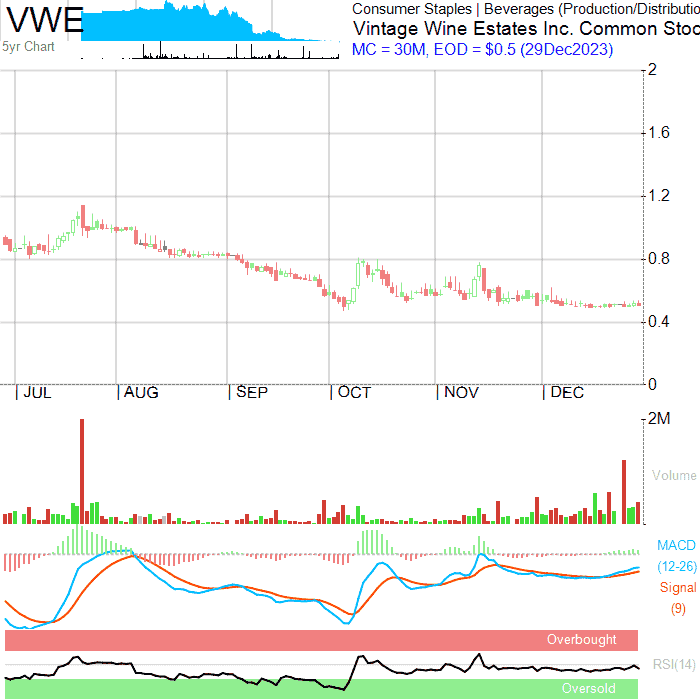 VWE
5yr Chart
Consumer Staples | Beverages (Production/Distributio
Vintage Wine Estates Inc. Common Stoc
MC = 30M, EOD = $0.5 (29Dec2023)
2
1.6
1.2
0.8
0.4
0
JUL AUG SEP OCT NOV DEC
2M
Volume
MACD
(12-26)
Signal
(9)
Overbought
RSI(14)
Oversold